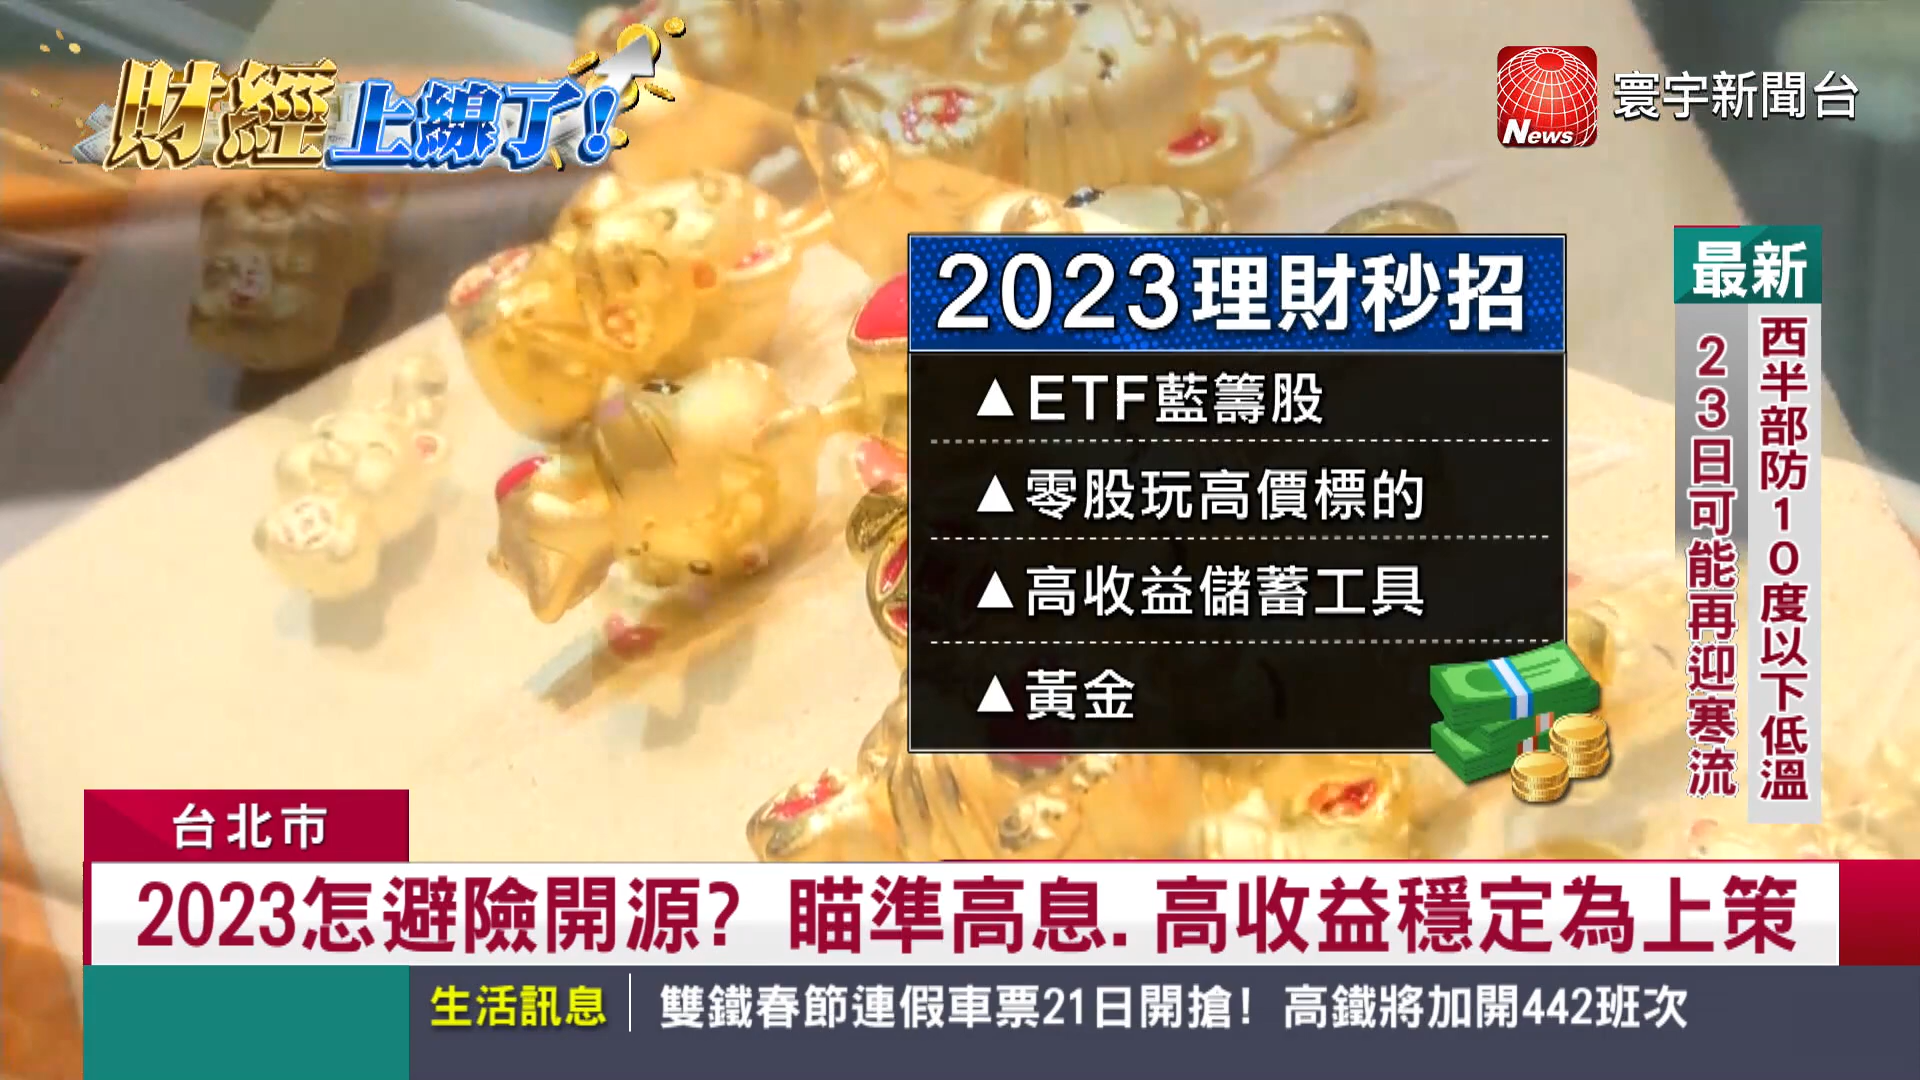 財經上線了!
News
寰宇新聞台
2023理財秒招
▲ETF藍籌股
▲零股玩高價標的
▲高收益儲蓄工具
▲黃金
最新
西半部防10度以下低溫
23日可能再迎寒流
台北市
2023怎避險開源? 瞄準高息.高收益穩定為上策
生活訊息
雙鐵春節連假車票21日開搶! 高鐵將加開442班次